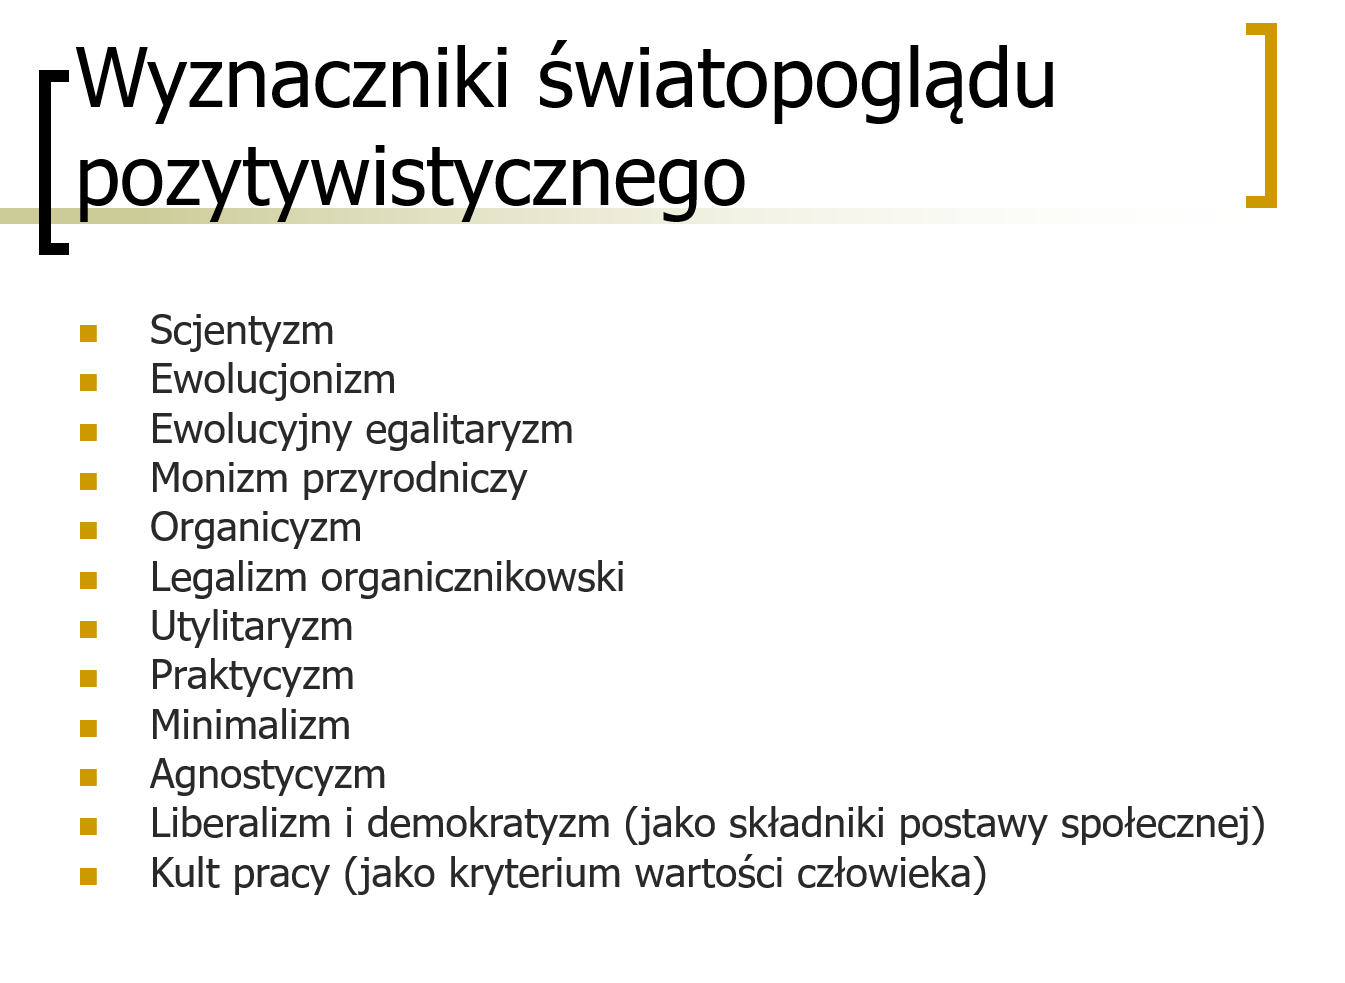 Wyznaczniki światopoglądu
pozytywistycznego
Scjentyzm
Ewolucjonizm
Ewolucyjny egalitaryzm
Monizm przyrodniczy
Organicyzm
Legalizm organicznikowski
Utylitaryzm
Praktycyzm
Minimalizm
Agnostycyzm
Liberalizm i demokratyzm (jako składniki postawy społecznej)
Kult pracy (jako kryterium wartości człowieka)